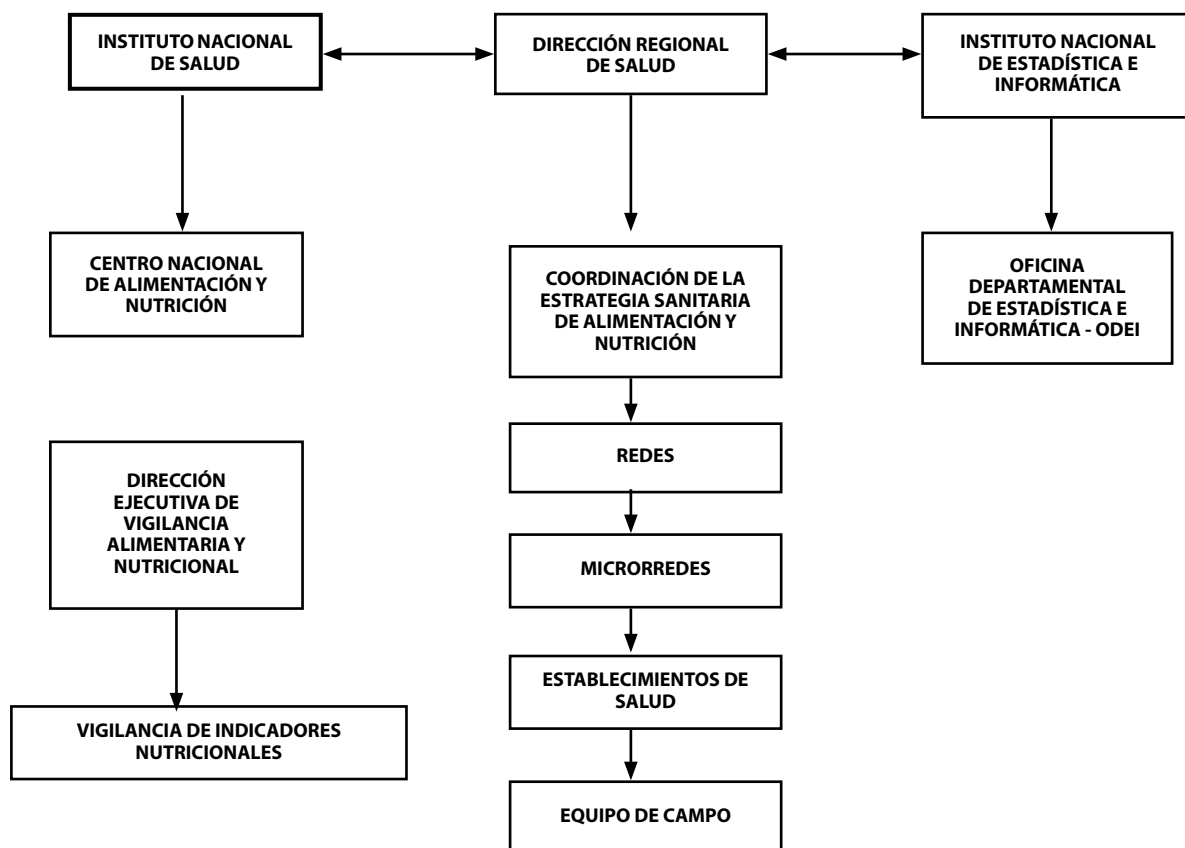 INSTITUTO NACIONAL
DE SALUD
DIRECCIÓN REGIONAL
DE SALUD
INSTITUTO NACIONAL
DE ESTADÍSTICA E
INFORMÁTICA
CENTRO NACIONAL
DE ALIMENTACIÓN Y
NUTRICIÓN
COORDINACIÓN DE LA
ESTRATEGIA SANITARIA
DE ALIMENTACIÓN Y
NUTRICIÓN
OFICINA
DEPARTAMENTAL
DE ESTADÍSTICA E
INFORMÁTICA - ODEI
REDES
DIRECCIÓN
EJECUTIVA DE
VIGILANCIA
ALIMENTARIA Y
NUTRICIONAL
MICRORREDES
ESTABLECIMIENTOS DE
SALUD
VIGILANCIA DE INDICADORES
NUTRICIONALES
EQUIPO DE CAMPO